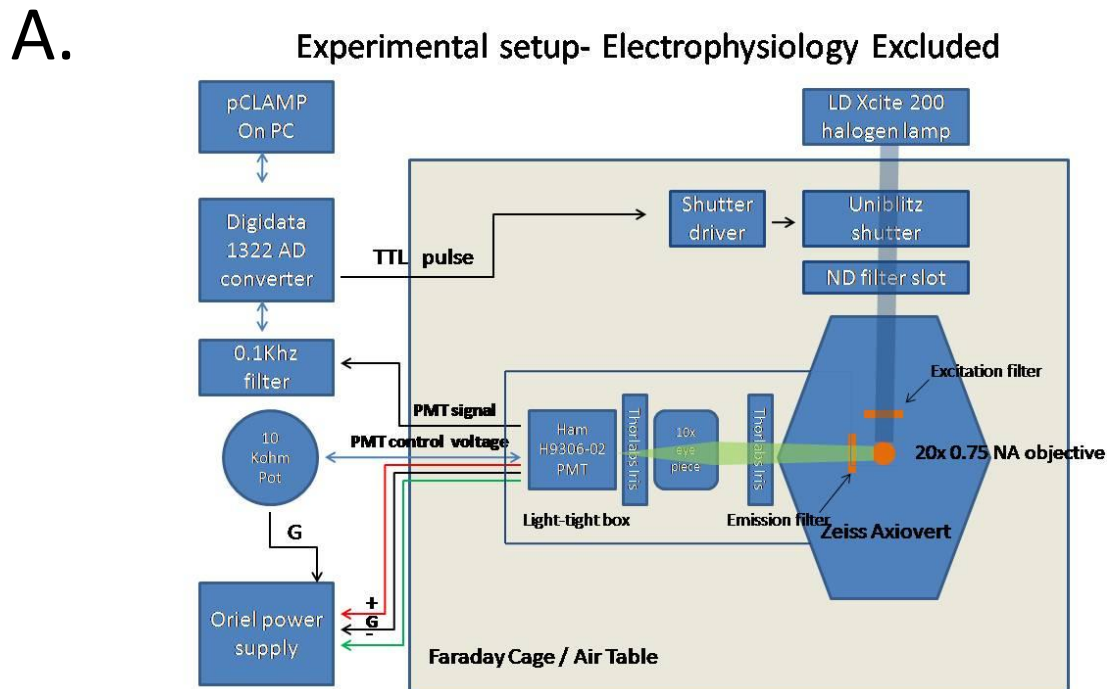 A.
Experimental setup- Electrophysiology Excluded
pCLAMP
On PC
LD Xcite 200
halogen lamp
Digidata
1322 AD
converter
TTL pulse
Shutter
driver
Uniblitz
shutter
ND filter slot
0.1Khz
filter
Excitation filter
PMT signal
PMT control voltage
10
Kohm
Pot
Ham
H9306-02
PMT
Thorlabs Iris
10x
eye
piece
Thorlabs Iris
20x 0.75 NA objective
Light-tight box
Emission filter
Zeiss Axiovert
G
Oriel power
supply
+
G
-
Faraday Cage / Air Table